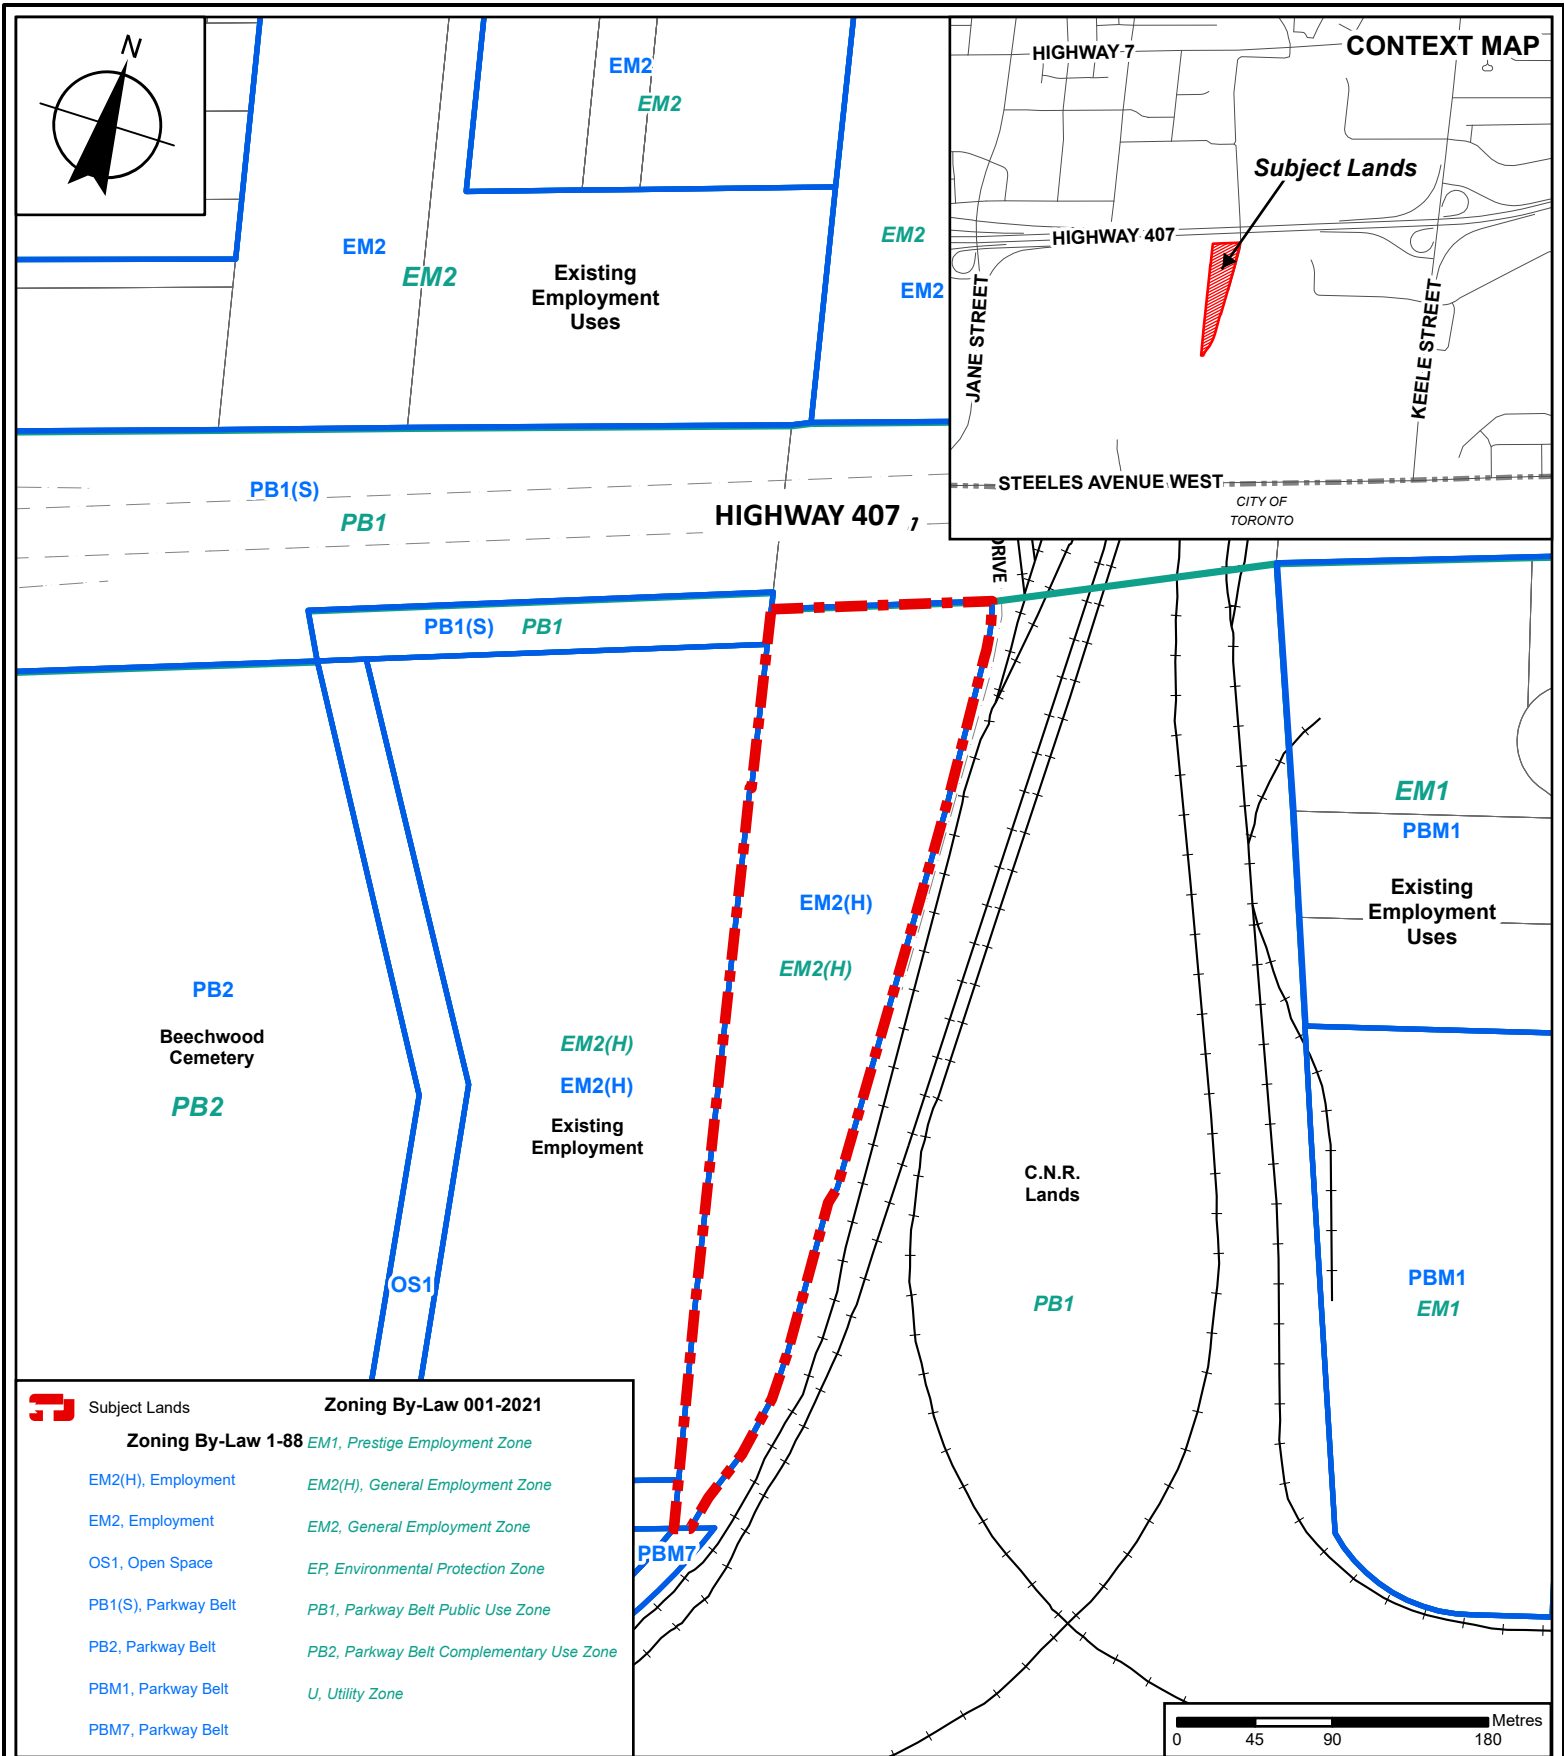 N
EM2
EM2
EM2
EM2
Existing
Employment
Uses
EM2
EM2
CONTEXT MAP
HIGHWAY 7
Subject Lands
HIGHWAY 407
JANE STREET
KEELE STREET
STEELES AVENUE WEST
CITY OF
TORONTO
PB1(S)
PB1
HIGHWAY 407
DRIVE
PB1(S)
PB1
EM1
PBM1
Existing
Employment
Uses
EM2(H)
EM2(H)
PB2
Beechwood
Cemetery
PB2
EM2(H)
EM2(H)
Existing
Employment
C.N.R.
Lands
PB1
OS1
PBM1
EM1
PBM7
Subject Lands
Zoning By-Law 1-88
EM2(H), Employment
EM2, Employment
OS1, Open Space
PB1(S), Parkway Belt
PB2, Parkway Belt
PBM1, Parkway Belt
PBM7, Parkway Belt
Zoning By-Law 001-2021
EM1, Prestige Employment Zone
EM2(H), General Employment Zone
EM2, General Employment Zone
EP, Environmental Protection Zone
PB1, Parkway Belt Public Use Zone
PB2, Parkway Belt Complementary Use Zone
U, Utility Zone
Metres
0 45 90 180